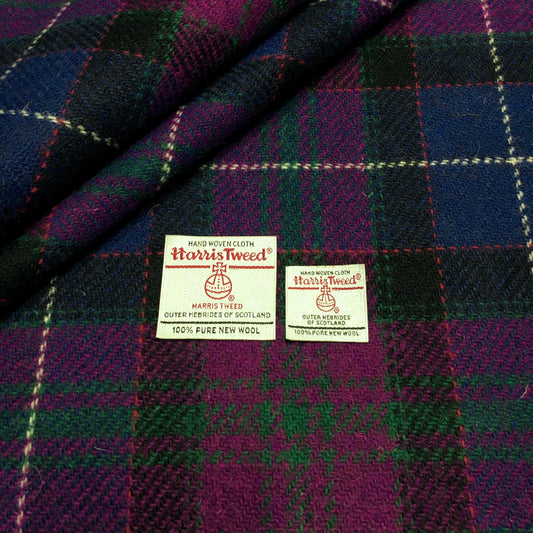 HAND WOVEN CLOTH
Harris Tweed®
®
HARRIS TWEED
OUTER HEBRIDES OF SCOTLAND
100% PURE NEW WOOL
HAND WOVEN CLOTH
Harris Tweed®
®
OUTER HEBRIDES
OF SCOTLAND
100% PURE NEW WOOL